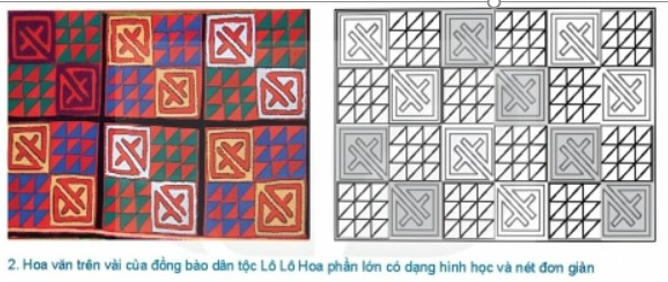 2. Hoa văn trên vải của đồng bào dân tộc Lô Lô Hoa phần lớn có dạng hình học và nét đơn giản